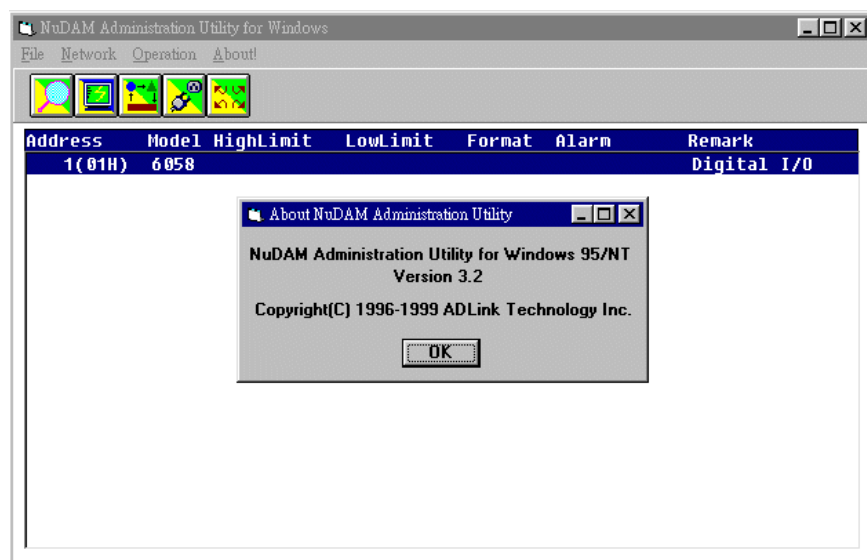 NuDAM Administration Utility for Windows
File Network Operation About!
Address Model HighLimit LowLimit Format Alarm Remark
1(01H) 6058 Digital I/O
About NuDAM Administration Utility
NuDAM Administration Utility for Windows 95/NT
Version 3.2
Copyright(C) 1996-1999 ADLink Technology Inc.
OK